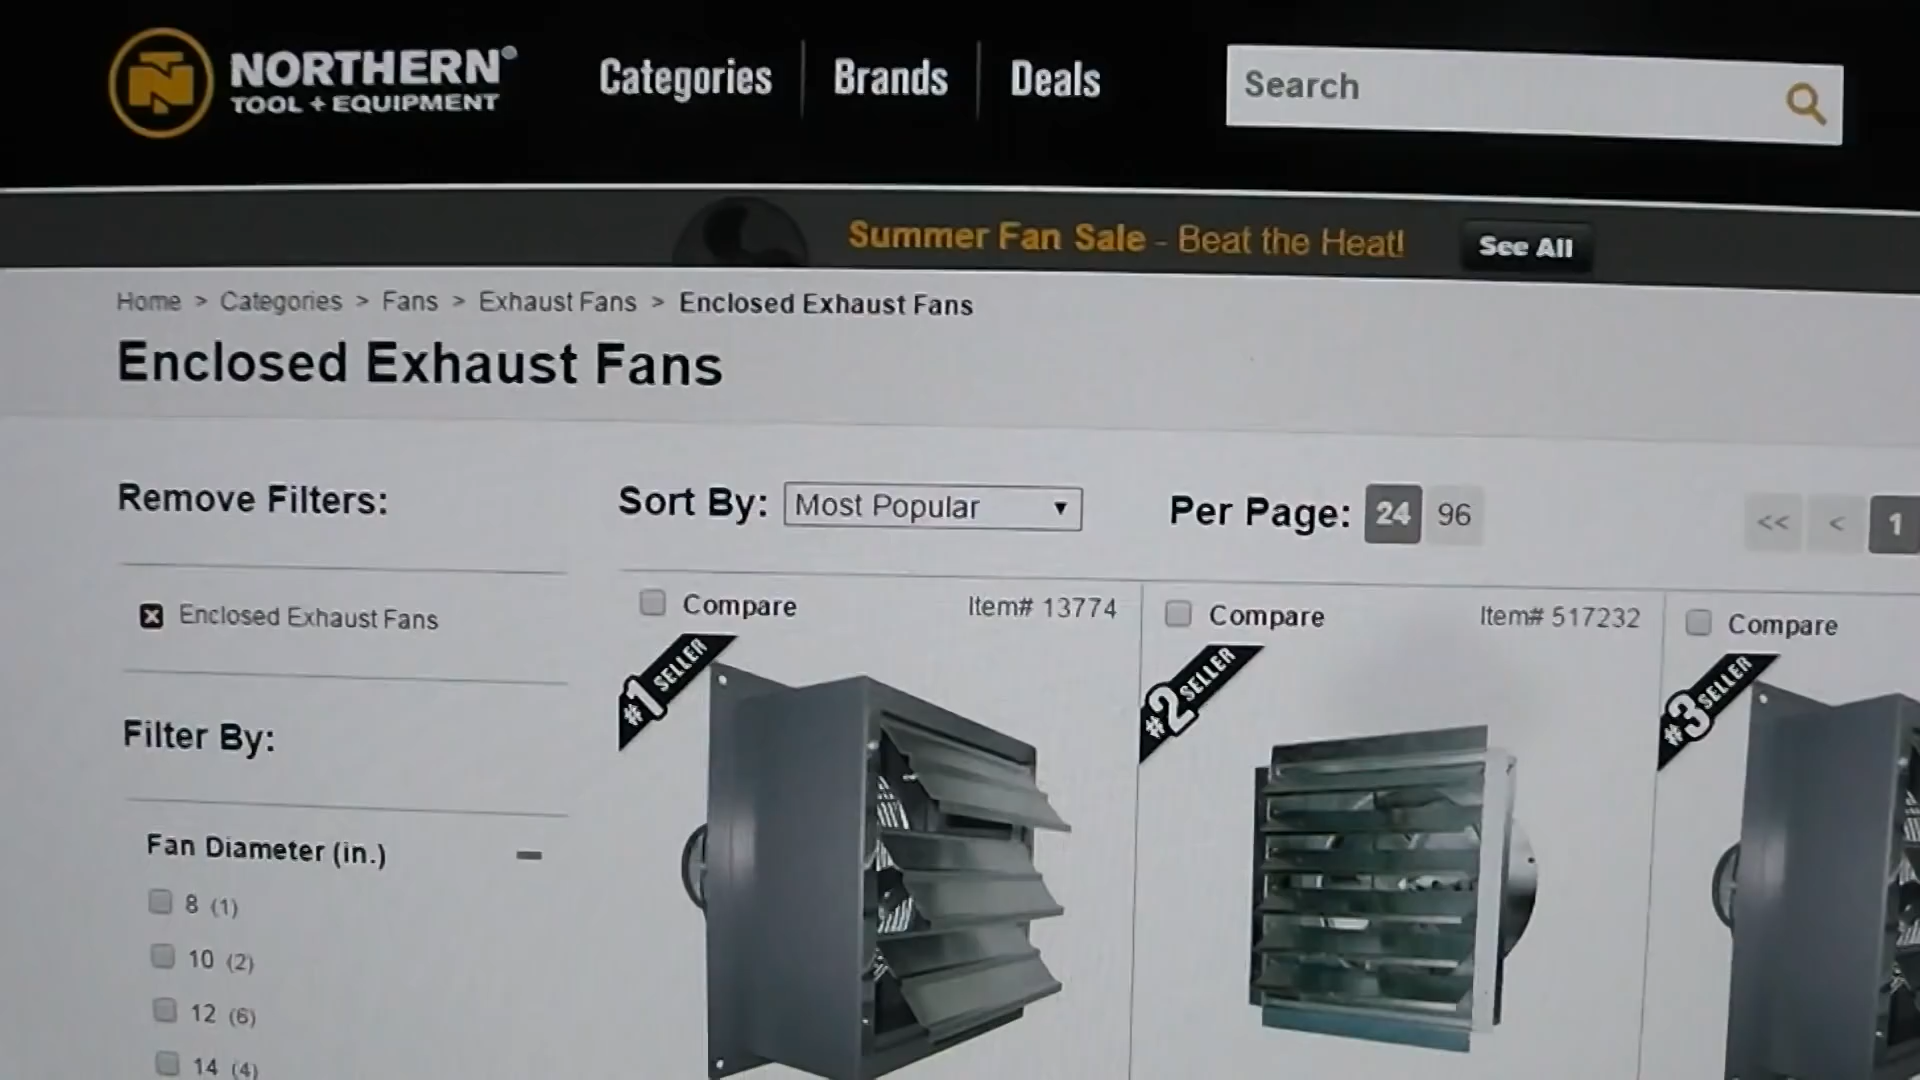 NORTHERN®
TOOL + EQUIPMENT
Categories
Brands
Deals
Search
Summer Fan Sale - Beat the Heat!
See All
Home > Categories > Fans > Exhaust Fans > Enclosed Exhaust Fans
Enclosed Exhaust Fans
Remove Filters:
Sort By: Most Popular
Per Page: 24 96
<< < 1
Enclosed Exhaust Fans
Compare Item# 13774
Compare Item# 517232
Compare
#1 SELLER
#2 SELLER
#3 SELLER
Filter By:
Fan Diameter (in.)
8 (1)
10 (2)
12 (6)
14 (4)